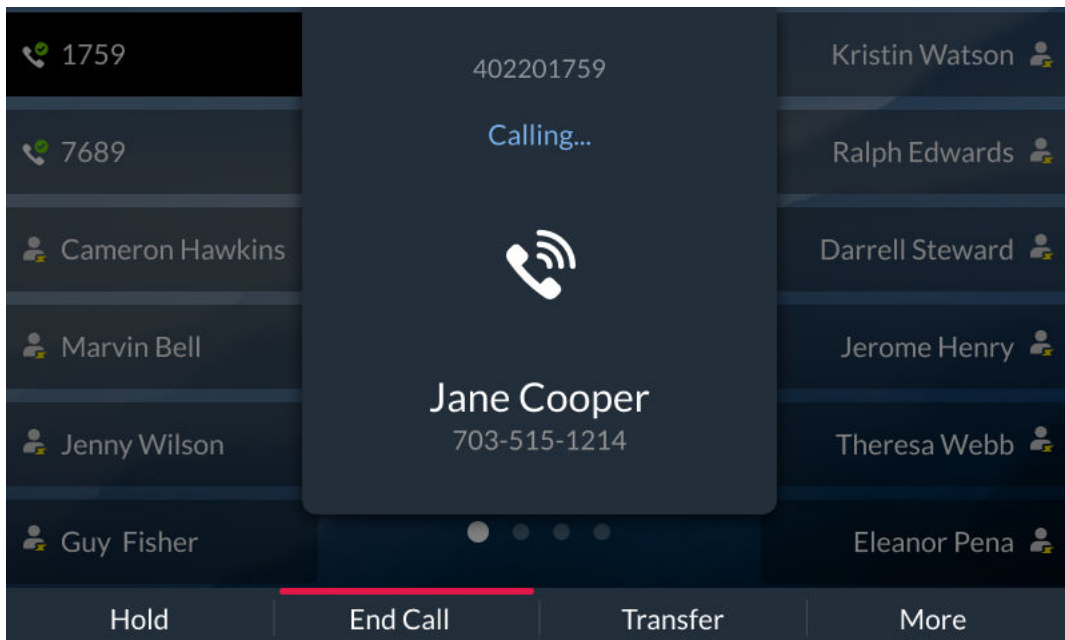 1759
7689
Cameron Hawkins
Marvin Bell
Jenny Wilson
Guy Fisher
402201759
Calling...
Jane Cooper
703-515-1214
Kristin Watson
Ralph Edwards
Darrell Steward
Jerome Henry
Theresa Webb
Eleanor Pena
Hold
End Call
Transfer
More